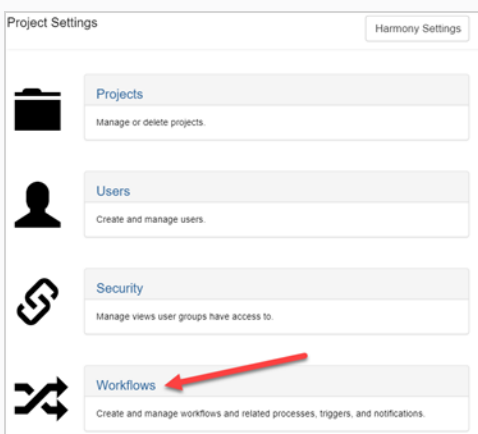 Project Settings
Harmony Settings
Projects
Manage or delete projects.
Users
Create and manage users.
Security
Manage views user groups have access to.
Workflows
Create and manage workflows and related processes, triggers, and notifications.